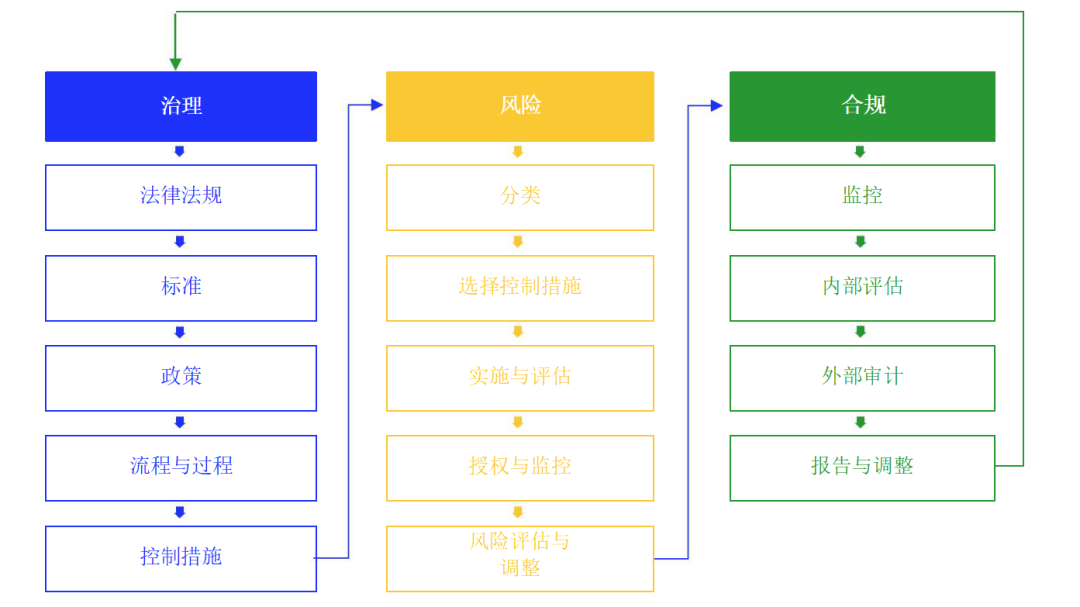 治理
法律法规
标准
政策
流程与过程
控制措施
风险
分类
选择控制措施
实施与评估
授权与监控
风险评估与
调整
合规
监控
内部评估
外部审计
报告与调整